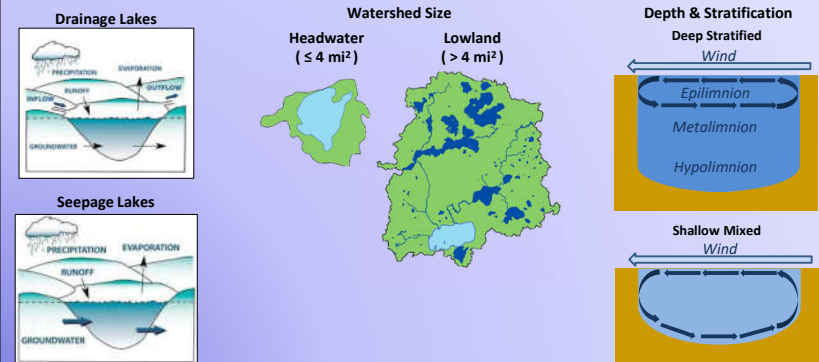 Drainage Lakes
PRECIPITATION
EVAPORATION
RUNOFF
OUTFLOW
INFLOW
GROUNDWATER
Seepage Lakes
PRECIPITATION
EVAPORATION
RUNOFF
GROUNDWATER
Watershed Size
Headwater
( ≤ 4 mi² )
Lowland
( > 4 mi² )
Depth & Stratification
Deep Stratified
Wind
Epilimnion
Metalimnion
Hypolimnion
Shallow Mixed
Wind